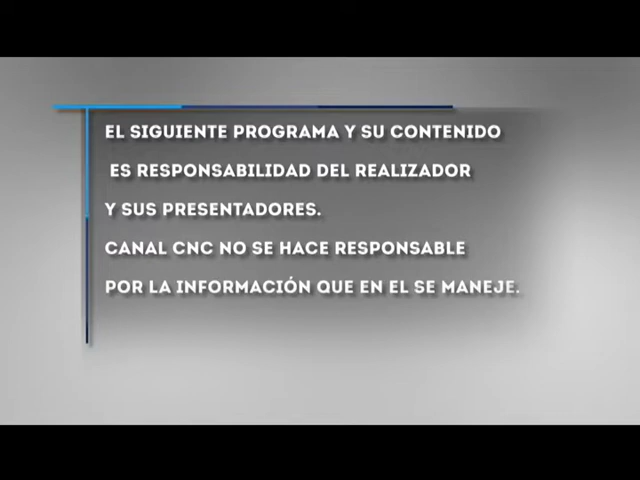 EL SIGUIENTE PROGRAMA Y SU CONTENIDO
ES RESPONSABILIDAD DEL REALIZADOR
Y SUS PRESENTADORES.
CANAL CNC NO SE HACE RESPONSABLE
POR LA INFORMACIÓN QUE EN EL SE MANEJE.